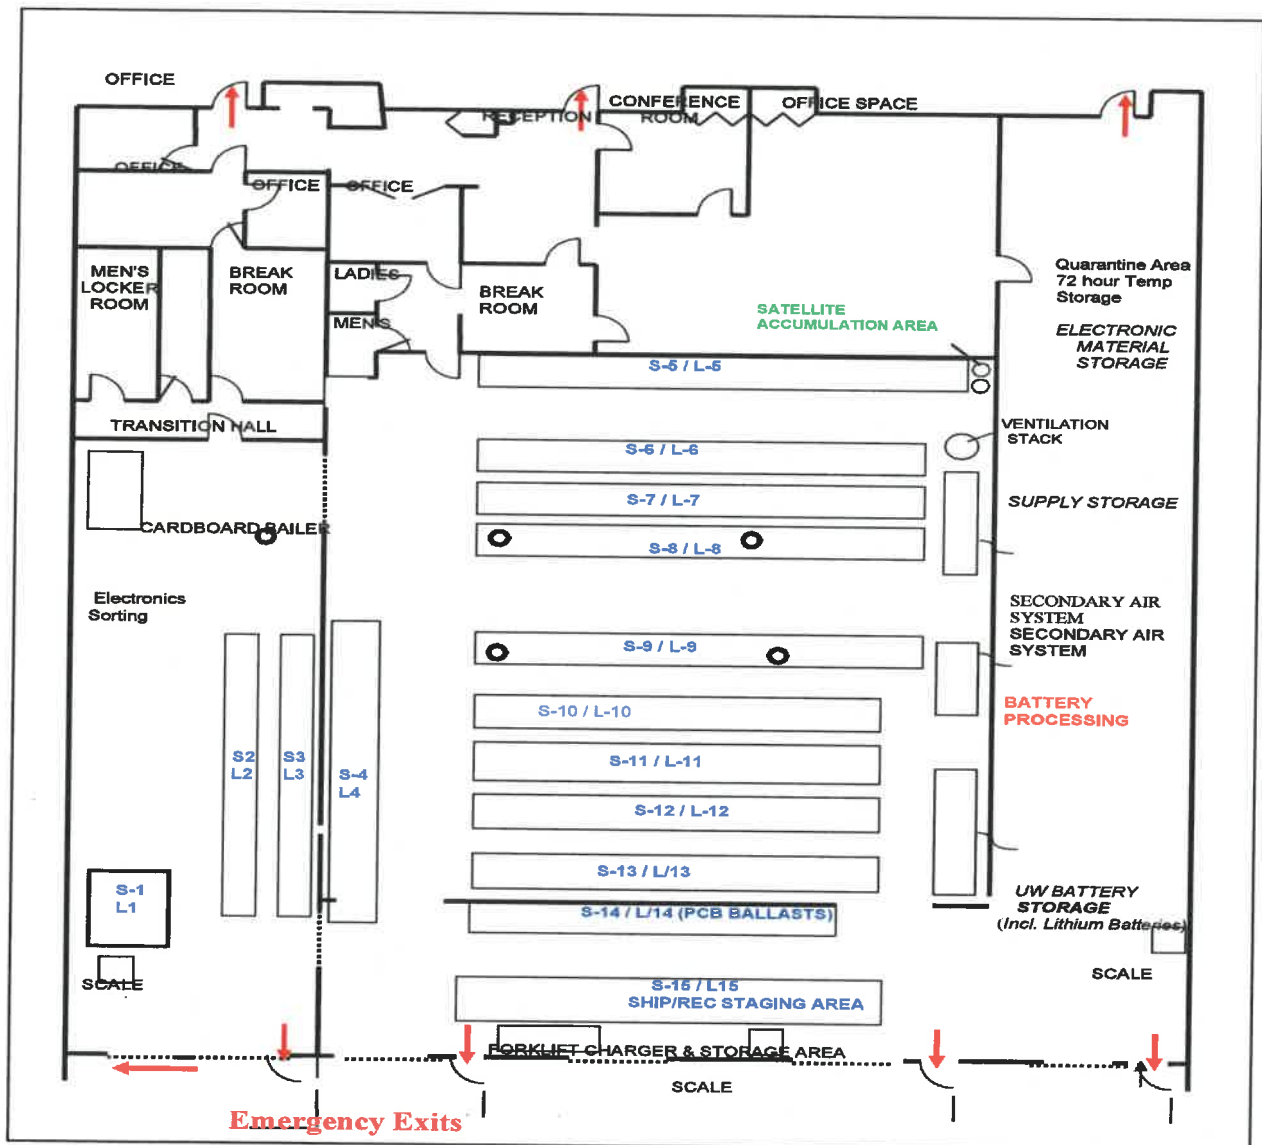 OFFICE
CONFERENCE
ROOM
OFFICE SPACE
RECEPTION
OFFICE
OFFICE
OFFICE
MEN'S
LOCKER
ROOM
BREAK
ROOM
LADIES
MEN'S
BREAK
ROOM
Quarantine Area
72 hour Temp
Storage
SATELLITE
ACCUMULATION AREA
ELECTRONIC
MATERIAL
STORAGE
S-5 / L-5
TRANSITION HALL
VENTILATION
STACK
S-6 / L-6
S-7 / L-7
SUPPLY STORAGE
CARDBOARD BAILER
S-8 / L-8
Electronics
Sorting
SECONDARY AIR
SYSTEM
SECONDARY AIR
SYSTEM
S-9 / L-9
BATTERY
PROCESSING
S-10 / L-10
S2
L2
S3
L3
S-4
L4
S-11 / L-11
S-12 / L-12
S-13 / L/13
S-1
L1
UW BATTERY
STORAGE
(Incl. Lithium Batteries)
S-14 / L/14 (PCB BALLASTS)
SCALE
SCALE
S-15 / L15
SHIP/REC STAGING AREA
FORKLIFT CHARGER & STORAGE AREA
SCALE
Emergency Exits